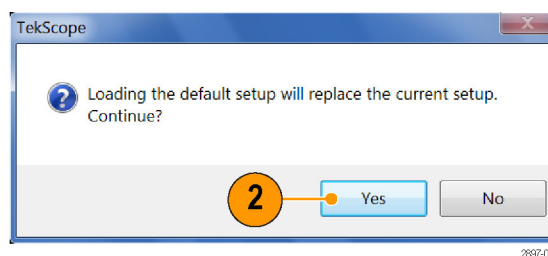 TekScope
Loading the default setup will replace the current setup.
Continue?
2
Yes
No